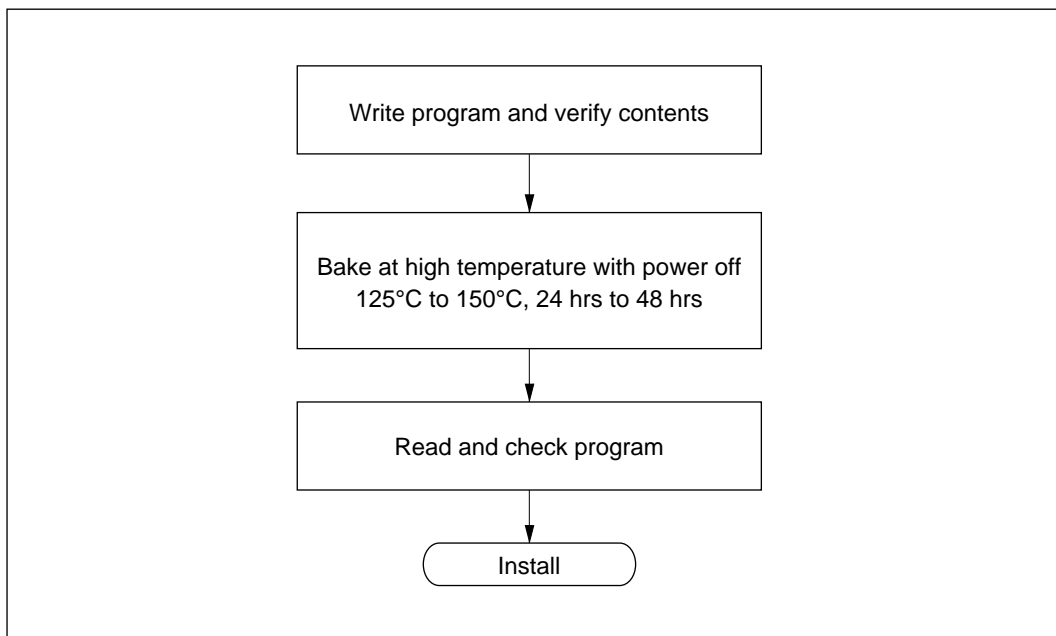 Write program and verify contents
Bake at high temperature with power off
125°C to 150°C, 24 hrs to 48 hrs
Read and check program
Install